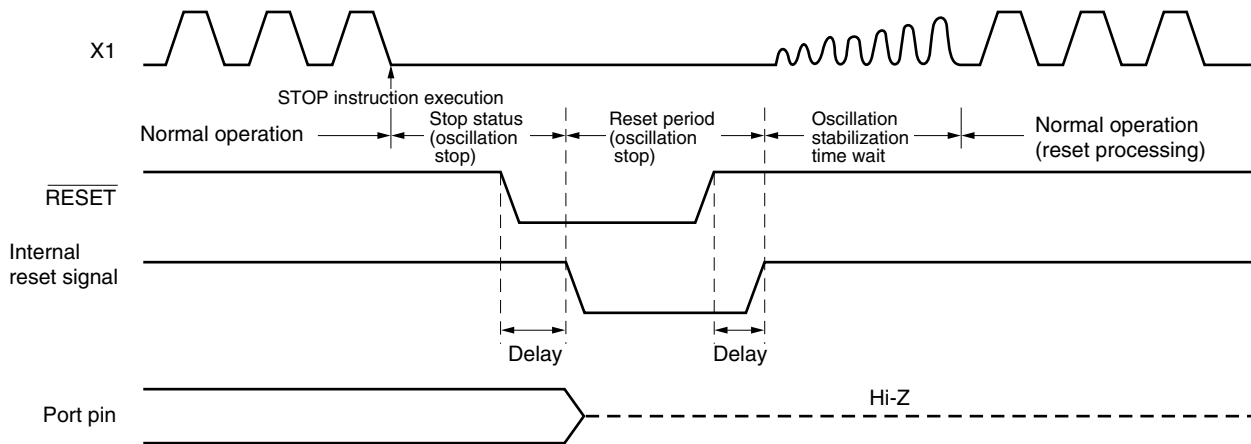 X1
STOP instruction execution
Normal operation
Stop status
(oscillation
stop)
Reset period
(oscillation
stop)
Oscillation
stabilization
time wait
Normal operation
(reset processing)
RESET
Internal
reset signal
Delay
Delay
Port pin
Hi-Z